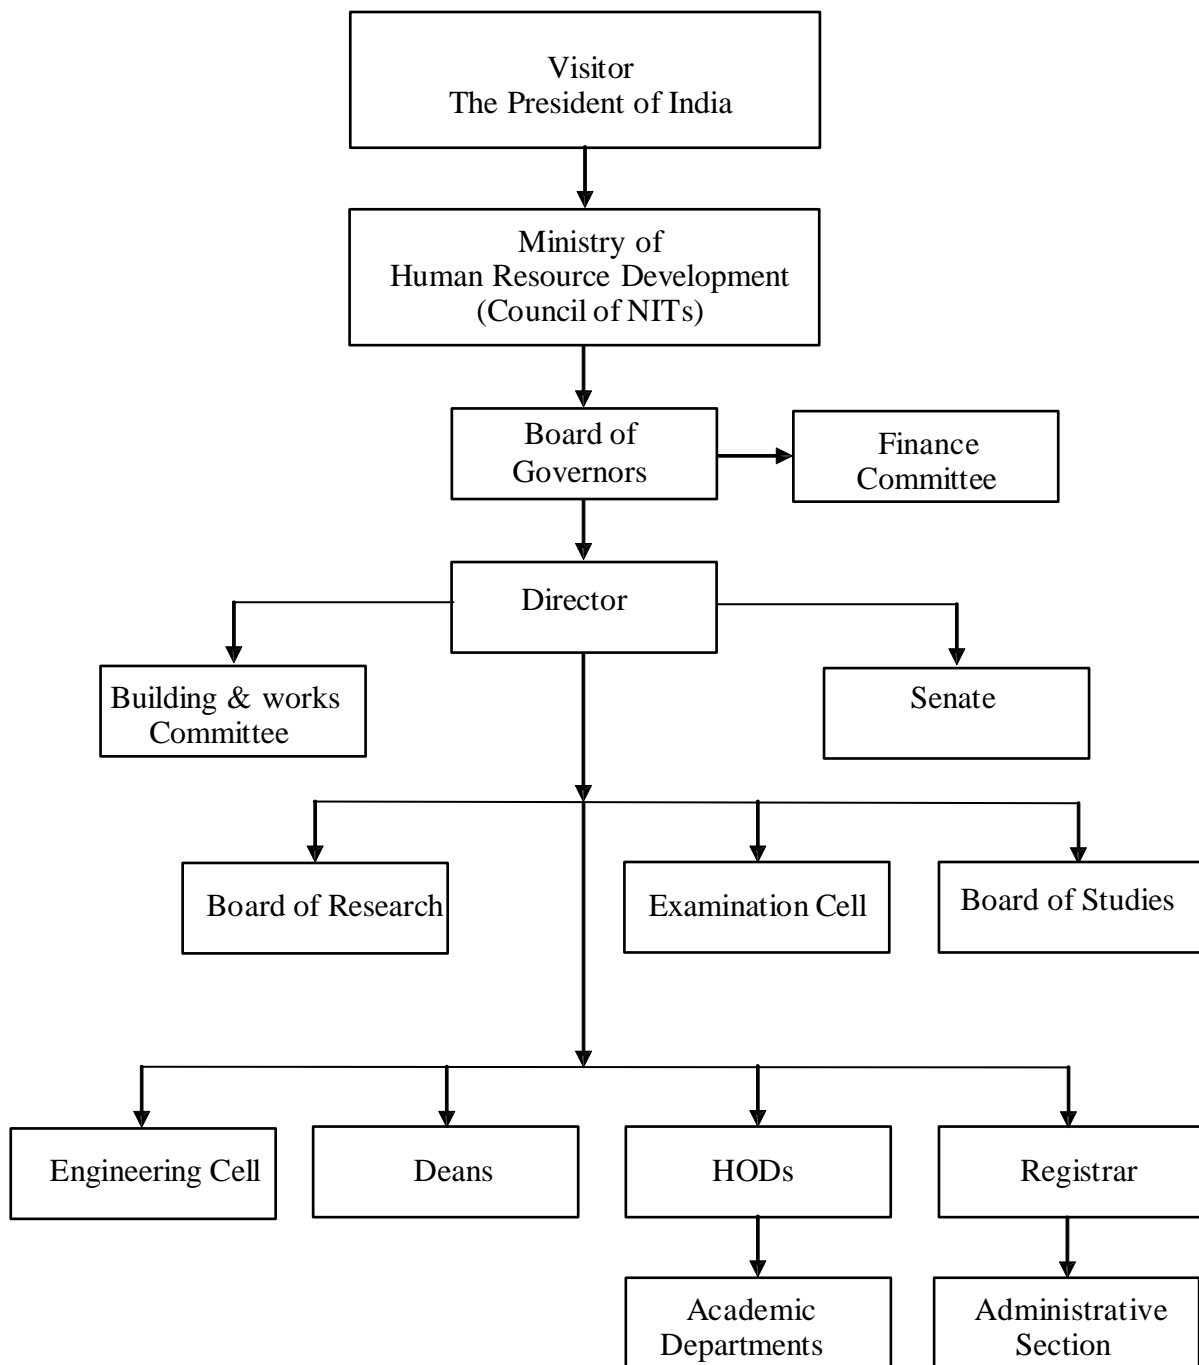 Visitor
The President of India
Ministry of
Human Resource Development
(Council of NITs)
Board of
Governors
Finance
Committee
Director
Building & works
Committee
Senate
Board of Research
Examination Cell
Board of Studies
Engineering Cell
Deans
HODs
Registrar
Academic
Departments
Administrative
Section